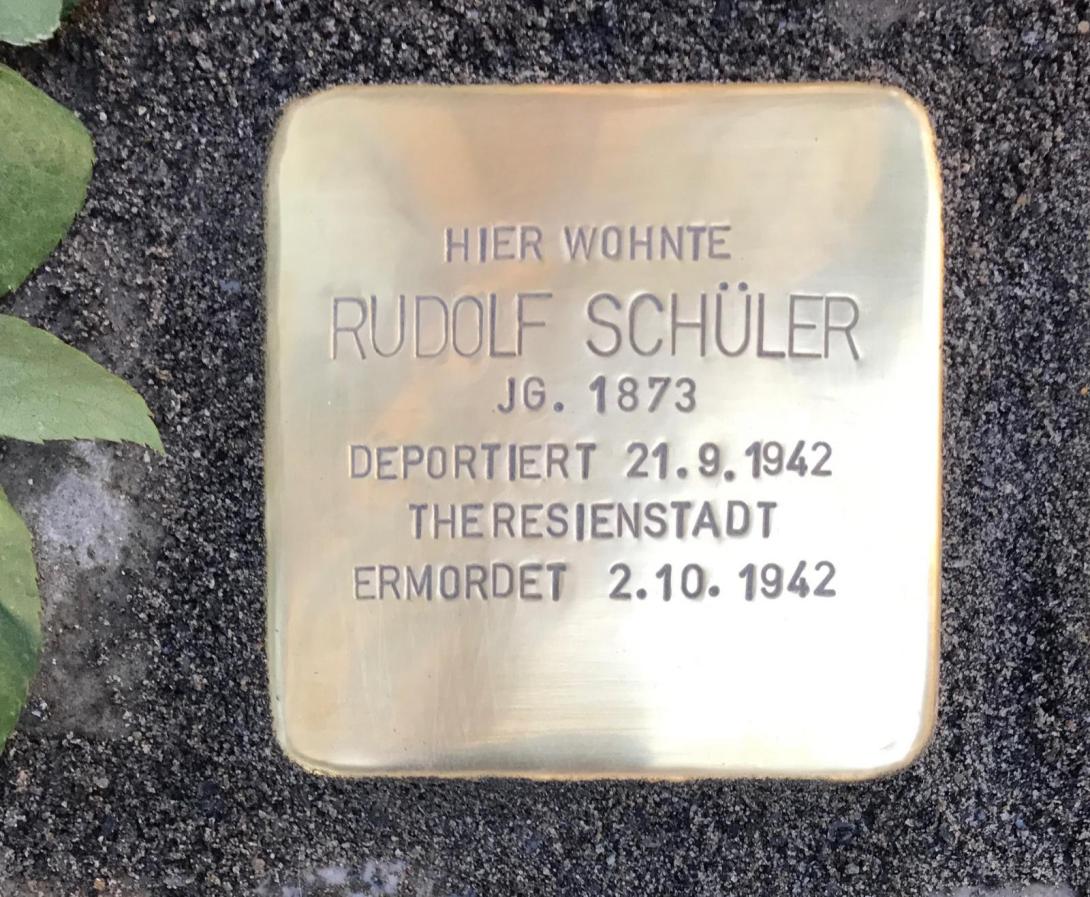 HIER WOHNTE
RUDOLF SCHÜLER
JG. 1873
DEPORTIERT 21.9.1942
THERESIENSTADT
ERMORDET 2.10.1942